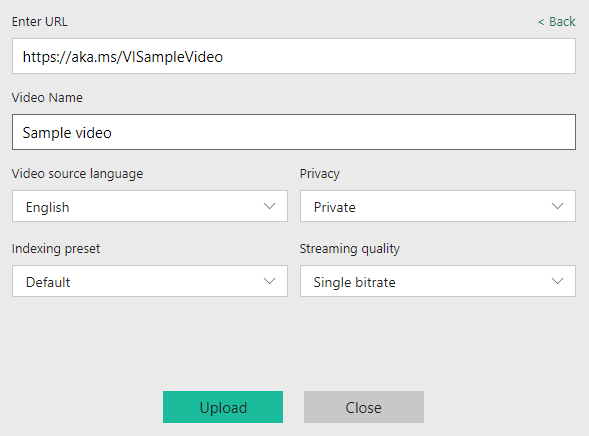 Enter URL
< Back
https://aka.ms/VISampleVideo
Video Name
Sample video
Video source language
Privacy
English
Private
Indexing preset
Streaming quality
Default
Single bitrate
Upload
Close